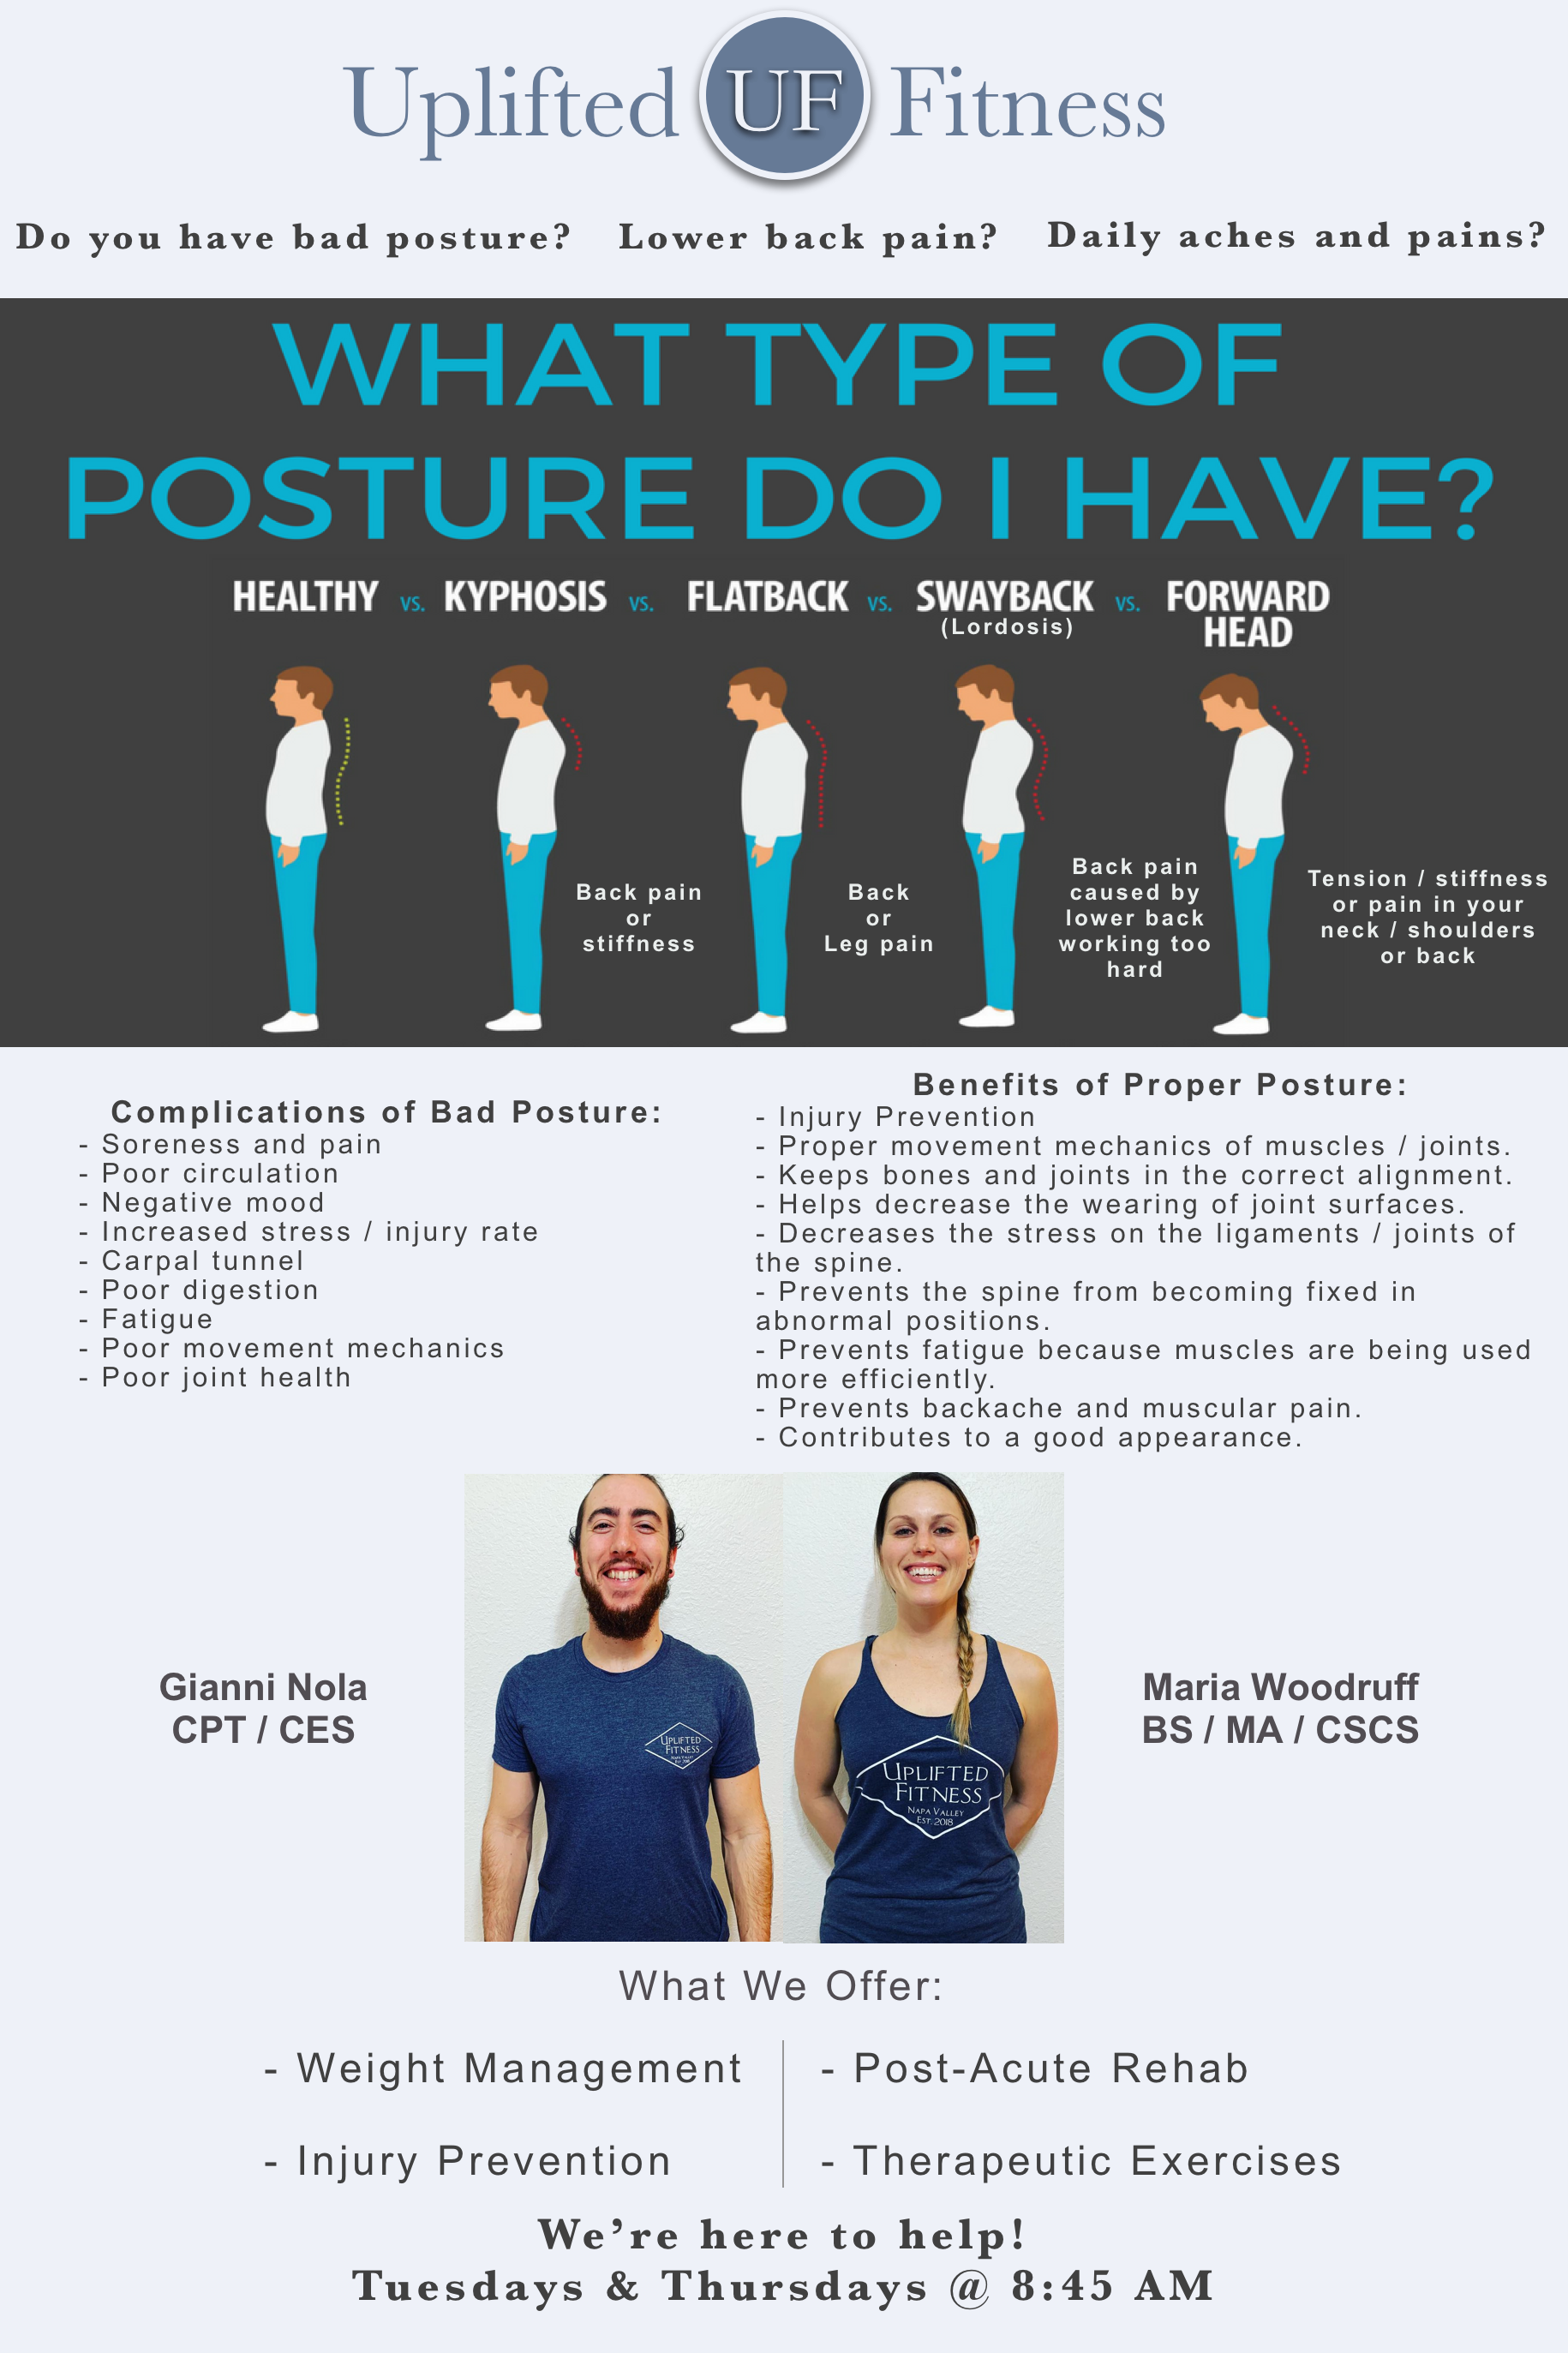 Uplifted UF Fitness
Do you have bad posture? Lower back pain? Daily aches and pains?
WHAT TYPE OF
POSTURE DO I HAVE?
HEALTHY vs. KYPHOSIS vs. FLATBACK vs. SWAYBACK vs. FORWARD HEAD
(Lordosis)
Back pain
or
stiffness
Back
or
Leg pain
Back pain
caused by
lower back
working too
hard
Tension / stiffness
or pain in your
neck / shoulders
or back
Complications of Bad Posture:
- Soreness and pain
- Poor circulation
- Negative mood
- Increased stress / injury rate
- Carpal tunnel
- Poor digestion
- Fatigue
- Poor movement mechanics
- Poor joint health
Benefits of Proper Posture:
- Injury Prevention
- Proper movement mechanics of muscles / joints.
- Keeps bones and joints in the correct alignment.
- Helps decrease the wearing of joint surfaces.
- Decreases the stress on the ligaments / joints of
the spine.
- Prevents the spine from becoming fixed in
abnormal positions.
- Prevents fatigue because muscles are being used
more efficiently.
- Prevents backache and muscular pain.
- Contributes to a good appearance.
Gianni Nola
CPT / CES
UPLIFTED
FITNESS
NAPA VALLEY
EST. 2018
UPLIFTED
FITNESS
NAPA VALLEY
EST. 2018
Maria Woodruff
BS / MA / CSCS
What We Offer:
- Weight Management
- Injury Prevention
- Post-Acute Rehab
- Therapeutic Exercises
We're here to help!
Tuesdays & Thursdays @ 8:45 AM